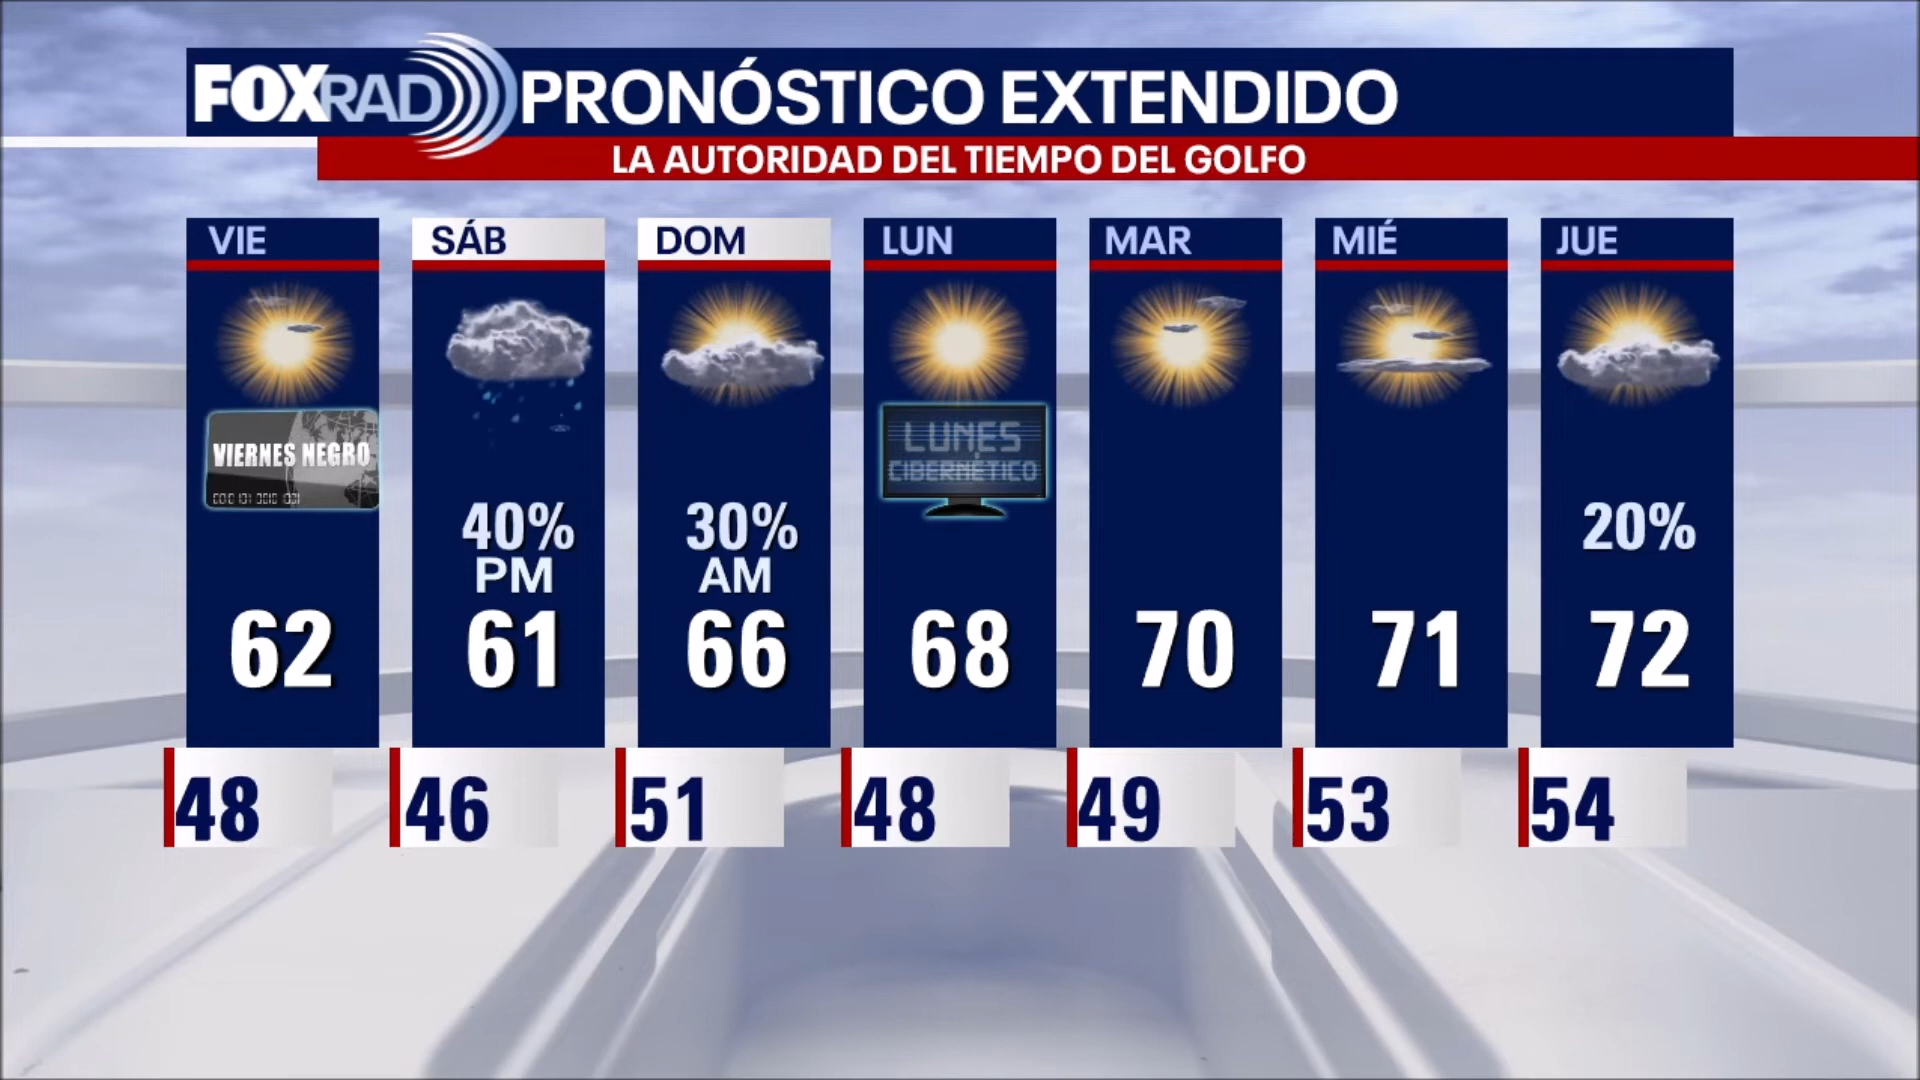 FOXRAD PRONÓSTICO EXTENDIDO
LA AUTORIDAD DEL TIEMPO DEL GOLFO
VIE SÁB DOM LUN MAR MIÉ JUE
VIERNES NEGRO
LUNES
CIBERNÉTICO
40% 30% 20%
PM AM
62 61 66 68 70 71 72
48 46 51 48 49 53 54